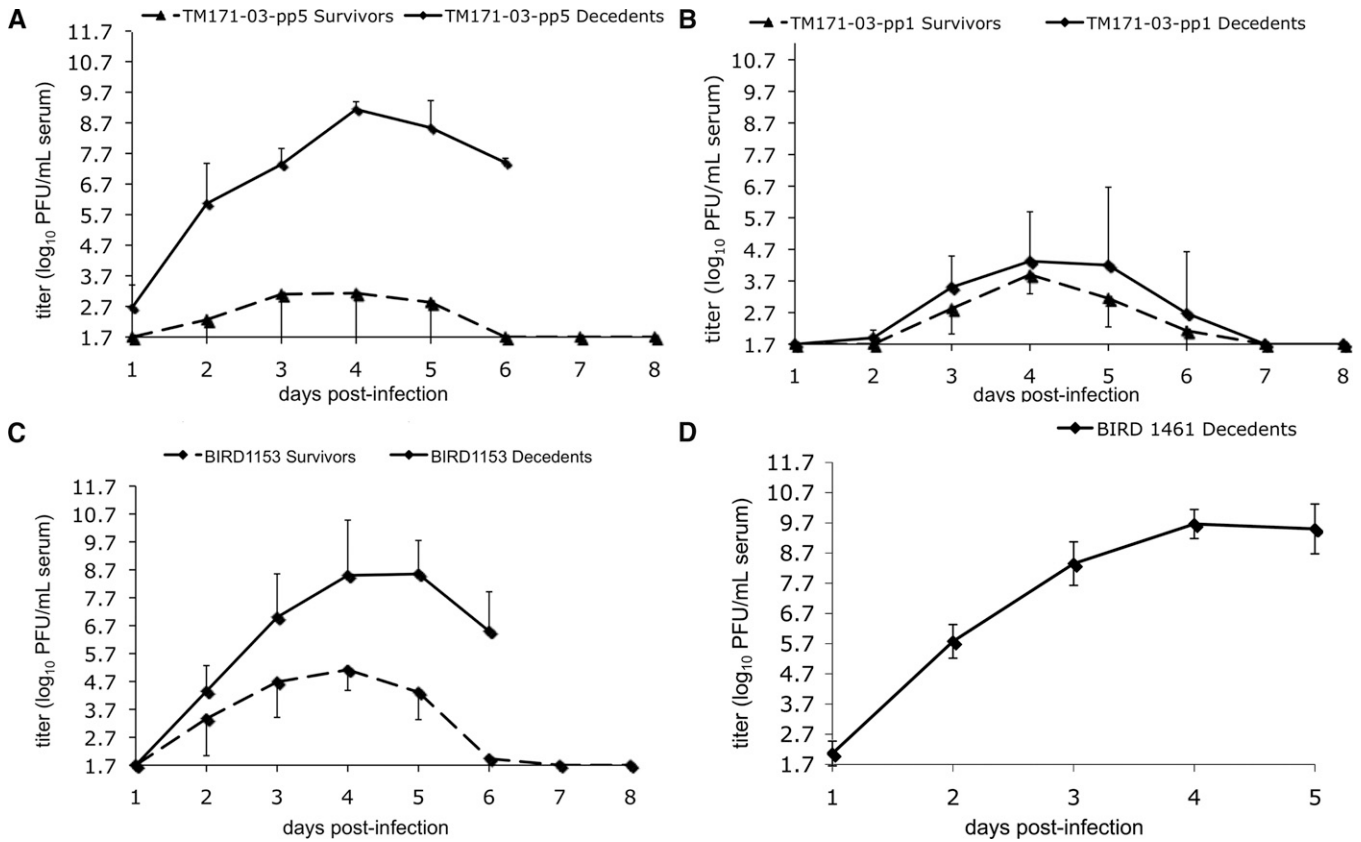 A
TM171-03-pp5 Survivors TM171-03-pp5 Decedents
11.7
10.7
9.7
8.7
7.7
6.7
5.7
4.7
3.7
2.7
1.7
titer (log10 PFU/mL serum)
1 2 3 4 5 6 7 8
days post-infection
B
TM171-03-pp1 Survivors TM171-03-pp1 Decedents
10.7
9.7
8.7
7.7
6.7
5.7
4.7
3.7
2.7
1.7
titer (log10 PFU/mL serum)
1 2 3 4 5 6 7 8
days post-infection
C
BIRD1153 Survivors BIRD1153 Decedents
11.7
10.7
9.7
8.7
7.7
6.7
5.7
4.7
3.7
2.7
1.7
titer (log10 PFU/mL serum)
1 2 3 4 5 6 7 8
days post-infection
D
BIRD 1461 Decedents
11.7
10.7
9.7
8.7
7.7
6.7
5.7
4.7
3.7
2.7
1.7
titer (log10 PFU/mL serum)
1 2 3 4 5
days post-infection